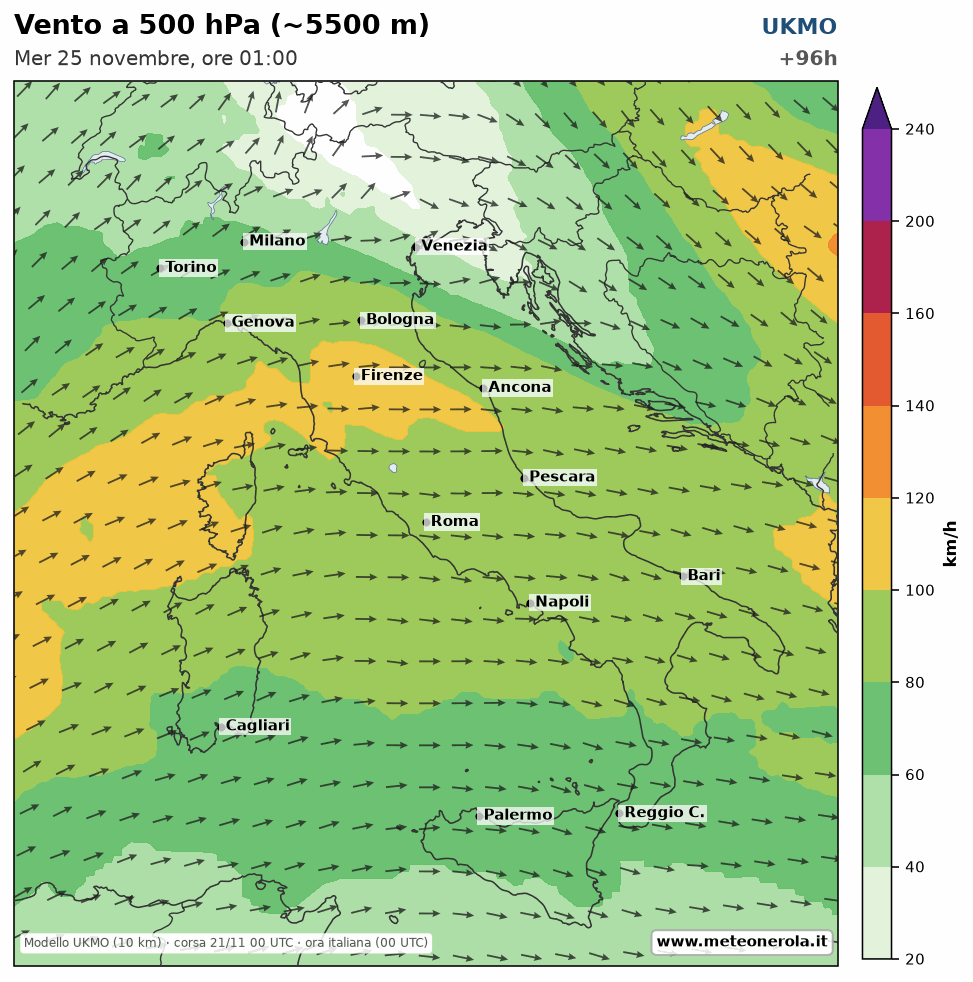 Vento a 500 hPa (~5500 m)
UKMO
Mer 25 novembre, ore 01:00
+96h
Milano
Venezia
Torino
Genova
Bologna
Firenze
Ancona
Pescara
Roma
Bari
Napoli
Cagliari
Palermo
Reggio C.
240
200
160
140
120
100
80
60
40
20
km/h
Modello UKMO (10 km) · corsa 21/11 00 UTC · ora italiana (00 UTC)
www.meteonerola.it